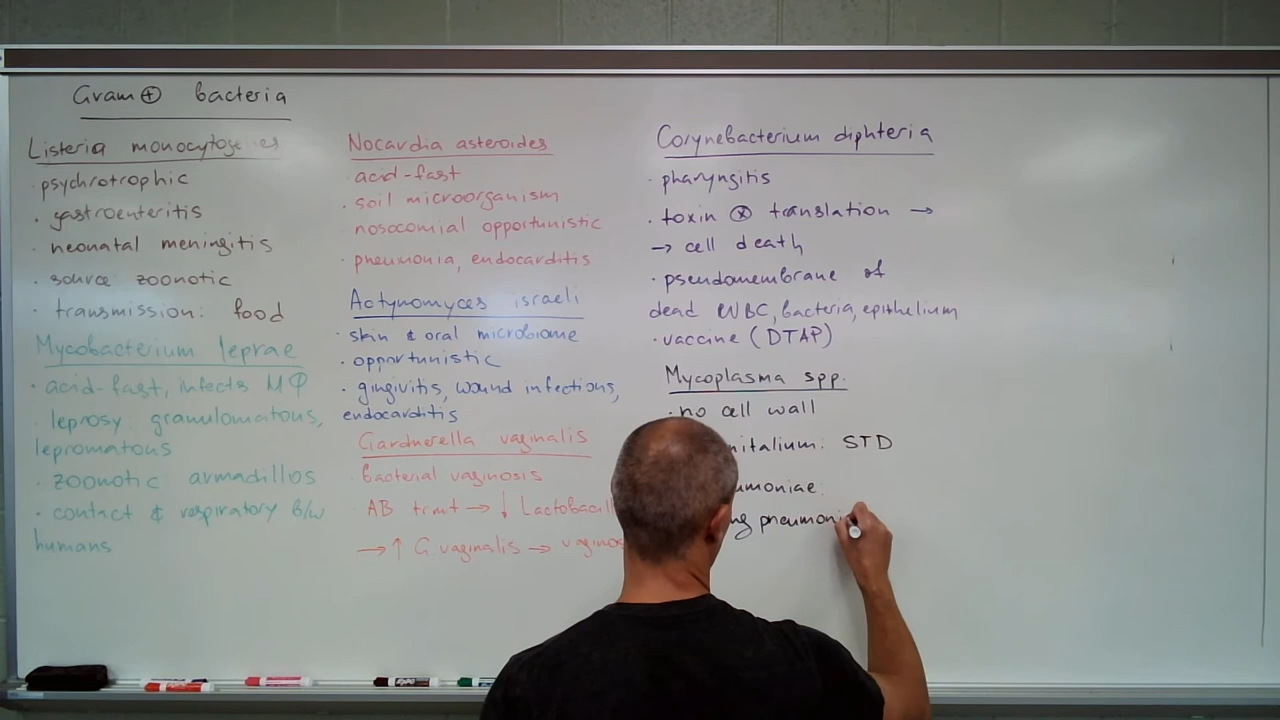 Gram ⊕ bacteria
Listeria monocytoge es
· psychrotrophic
· gastroenteritis
· neonatal meningitis
· source zoonotic
· transmission: food
Mycobacterium leprae
· acid-fast, infects MΦ
· leprosy: granulomatous,
lepromatous
· zoonotic armadillos
· contact & respiratory b/w
humans
Nocardia asteroides
· acid-fast
· soil microorganism
nosocomial opportunistic
· pneumonia, endocarditis
Actynomyces israeli
· skin & oral microbiome
· opportunistic
· gingivitis, wound infections,
endocarditis
Gardnerella vaginalis
bacterial vaginosis
AB trmt → ↓ Lactobacill
→ ↑ G vaginalis → vaginos
Corynebacterium diphteria
· pharyngitis
· toxin ⊗ translation →
→ cell death
· pseudomembrane of
dead WBC, bacteria, epithelium
· vaccine (DTAP)
Mycoplasma spp.
· no cell wall
nitalium: STD
umoniae:
ng pneumoni